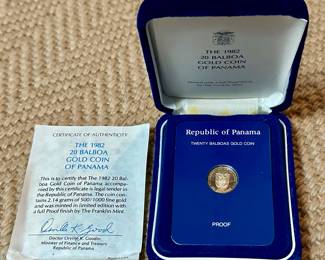 THE 1982
20 BALBOA
GOLD COIN
OF PANAMA
Republic of Panama
TWENTY BALBOAS GOLD COIN
PROOF
CERTIFICATE OF AUTHENTICITY
THE 1982
20 BALBOA
GOLD COIN
OF PANAMA
This is to certify that The 1982 20 Bal-
boa Gold Coin of Panama accompa-
nied by this certificate is legal tender in
the Republic of Panama. The coin con-
tains 2.14 grams of 500/1000 fine gold
and was minted in limited edition with
a full Proof finish by The Franklin Mint.
Minister of Finance and Treasury
Republic of Panama